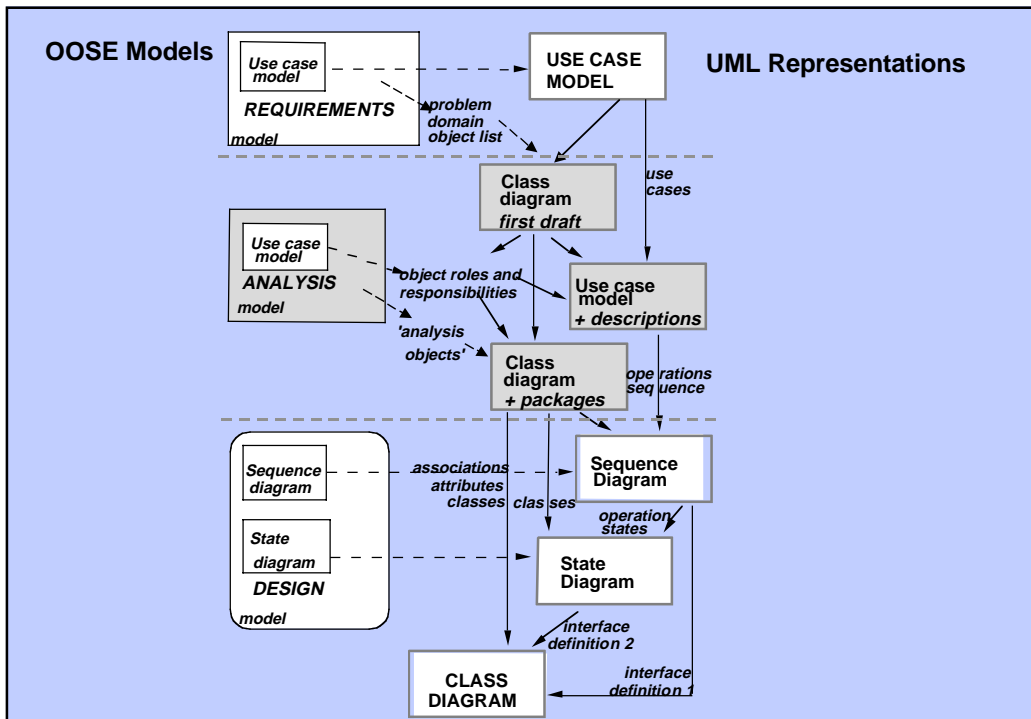 OOSE Models
UML Representations
Use case
model
REQUIREMENTS
model
USE CASE
MODEL
problem
domain
object list
use
cases
Class
diagram
first draft
Use case
model
ANALYSIS
model
object roles and
responsibilities
Use case
model
+ descriptions
'analysis
objects'
Class
diagram
+ packages
operations
sequence
Sequence
diagram
State
diagram
DESIGN
model
associations
attributes
classes
classes
Sequence
Diagram
operation
states
State
Diagram
interface
definition 2
interface
definition 1
CLASS
DIAGRAM